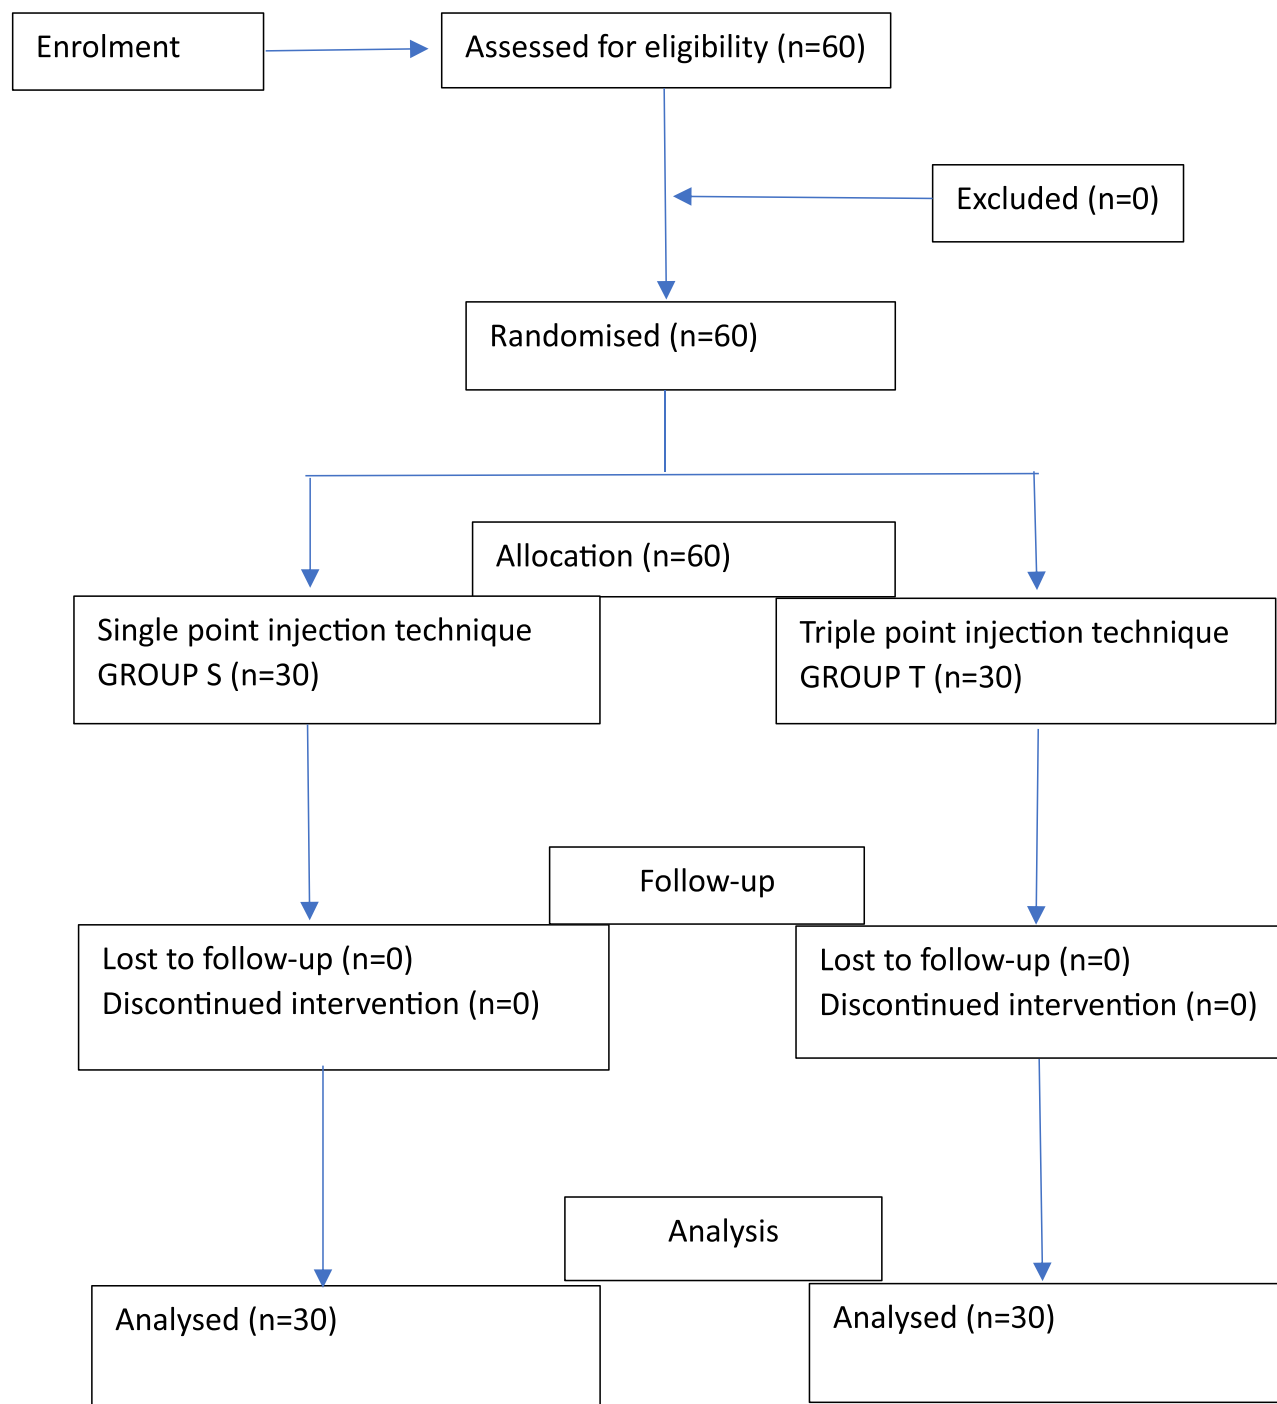 Enrolment
Assessed for eligibility (n=60)
Excluded (n=0)
Randomised (n=60)
Allocation (n=60)
Single point injection technique
GROUP S (n=30)
Triple point injection technique
GROUP T (n=30)
Follow-up
Lost to follow-up (n=0)
Discontinued intervention (n=0)
Lost to follow-up (n=0)
Discontinued intervention (n=0)
Analysis
Analysed (n=30)
Analysed (n=30)